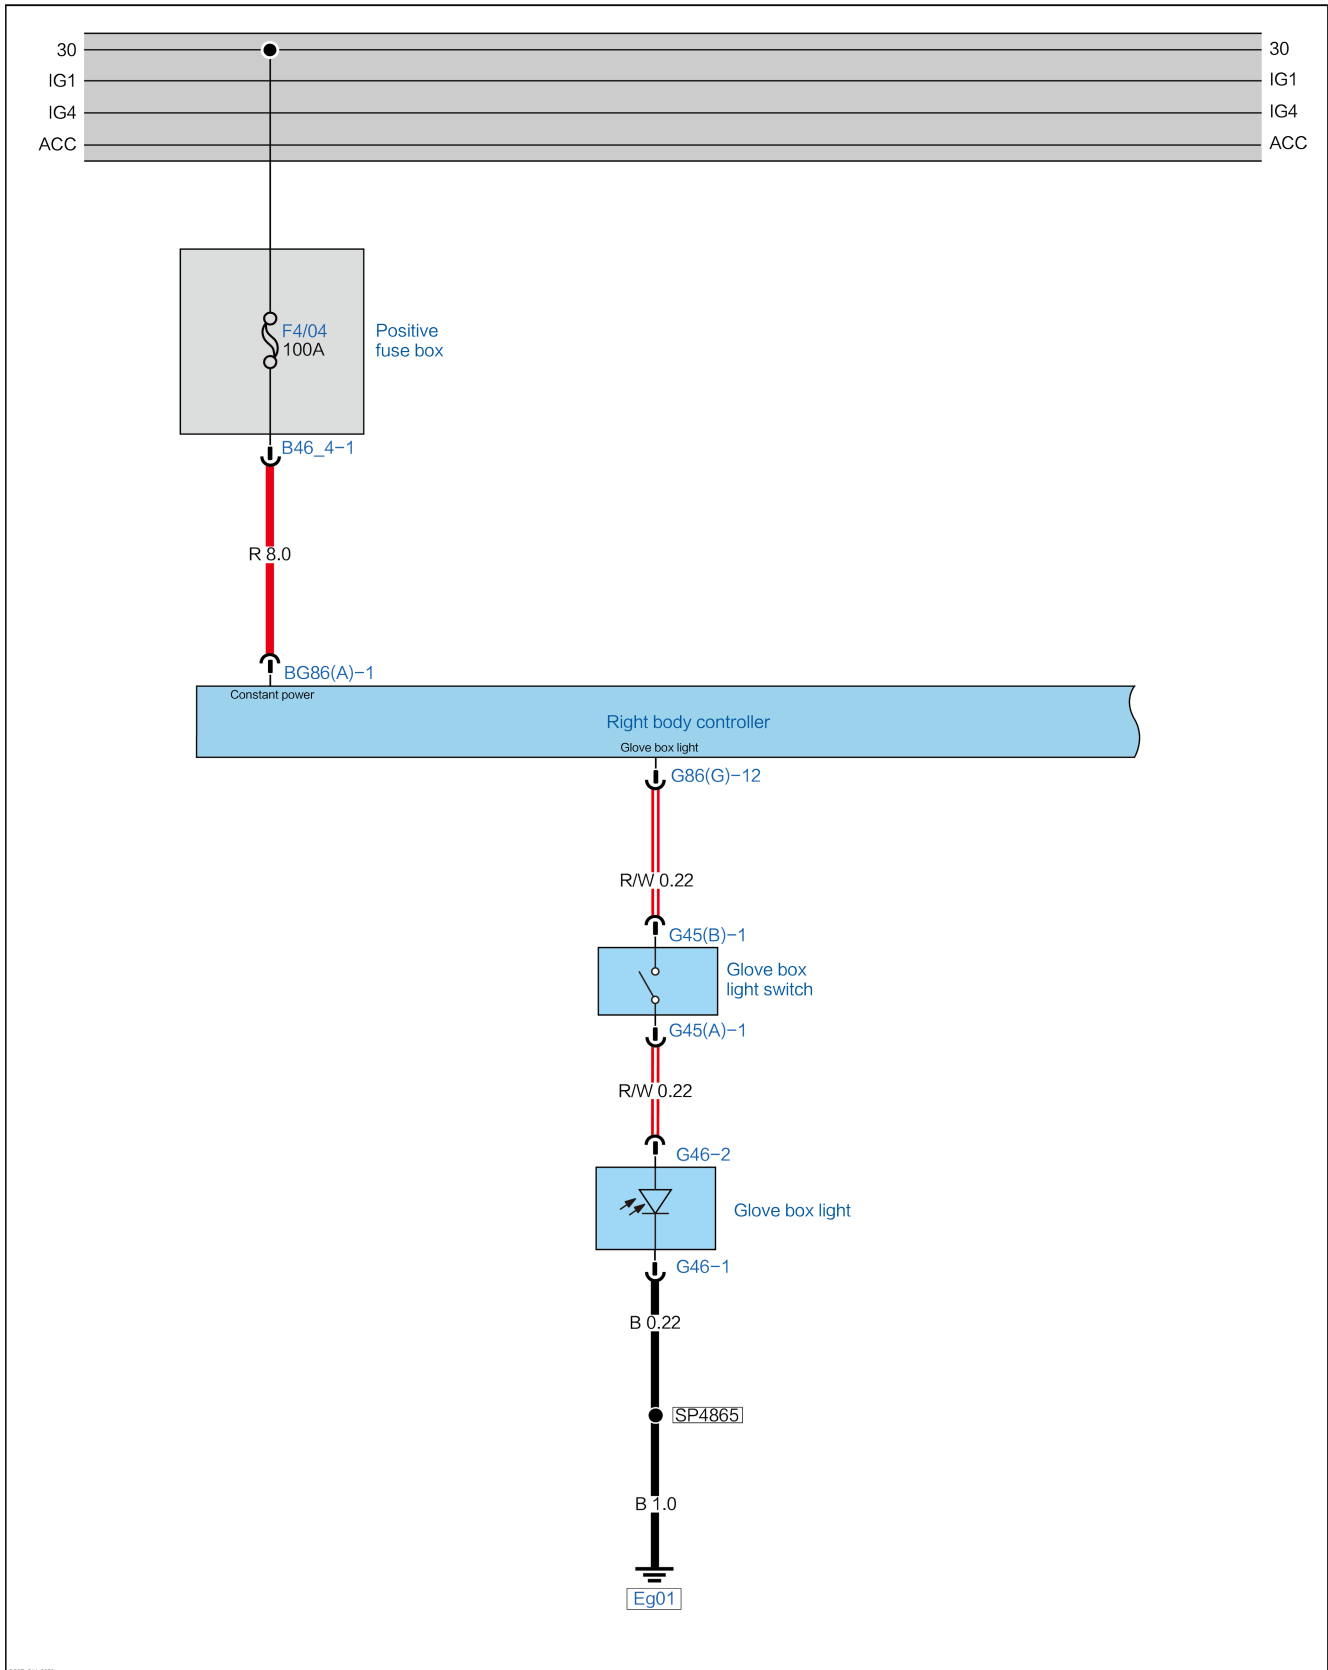 30
30
IG1
IG1
IG4
IG4
ACC
ACC
F4/04
100A
Positive
fuse box
B46_4-1
R 8.0
BG86(A)-1
Constant power
Right body controller
Glove box light
G86(G)-12
R/W 0.22
G45(B)-1
Glove box
light switch
G45(A)-1
R/W 0.22
G46-2
Glove box light
G46-1
B 0.22
SP4865
B 1.0
Eg01